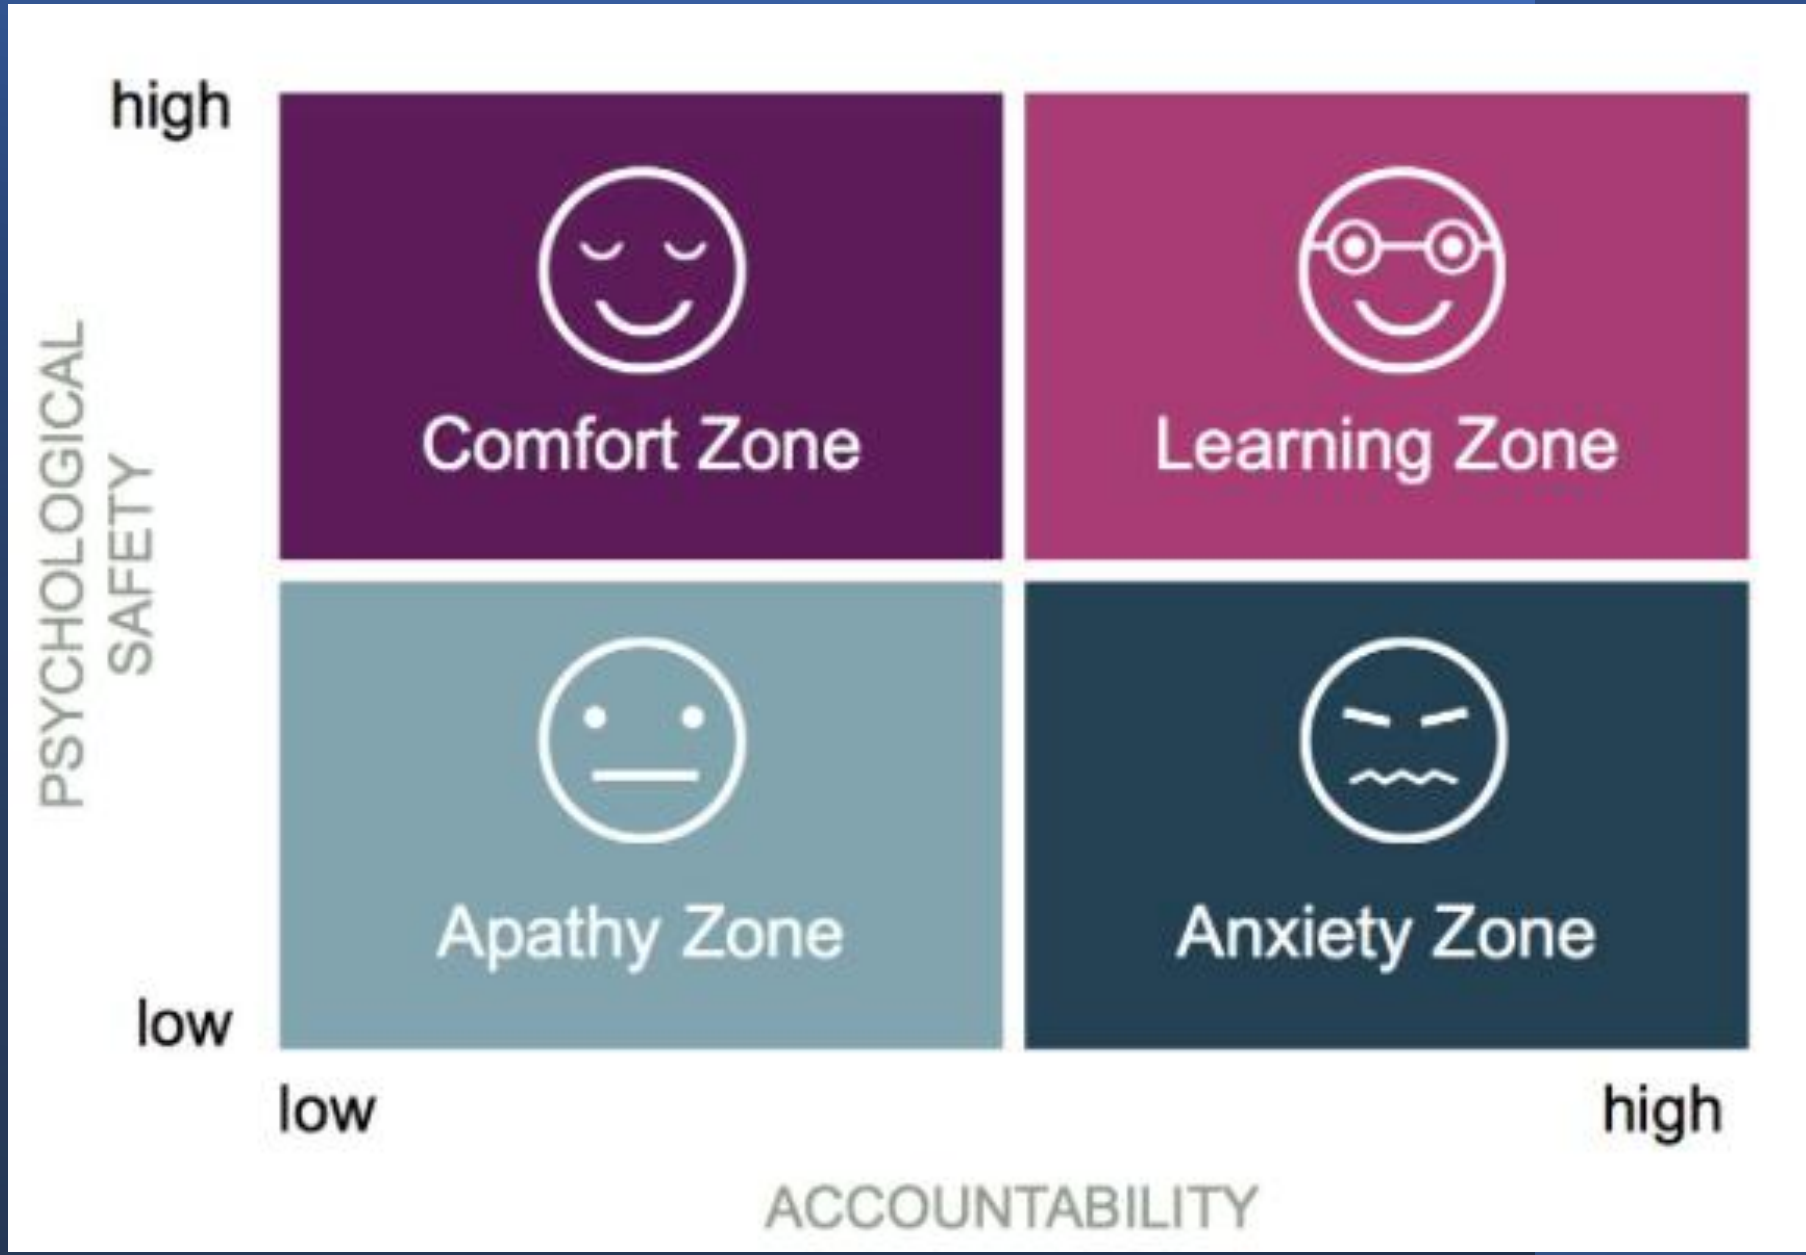 high
Comfort Zone
Learning Zone
PSYCHOLOGICAL
SAFETY
Apathy Zone
Anxiety Zone
low
low
high
ACCOUNTABILITY